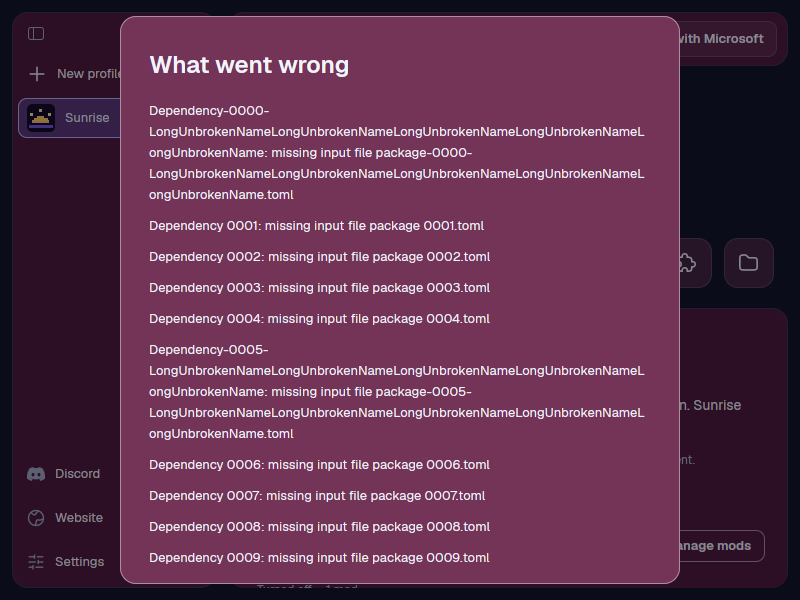 New profile
Sunrise
Discord
Website
Settings
What went wrong
Dependency-0000-
LongUnbrokenNameLongUnbrokenNameLongUnbrokenNameLongUnbrokenNameL
ongUnbrokenName: missing input file package-0000-
LongUnbrokenNameLongUnbrokenNameLongUnbrokenNameLongUnbrokenNameL
ongUnbrokenName.toml
Dependency 0001: missing input file package 0001.toml
Dependency 0002: missing input file package 0002.toml
Dependency 0003: missing input file package 0003.toml
Dependency 0004: missing input file package 0004.toml
Dependency-0005-
LongUnbrokenNameLongUnbrokenNameLongUnbrokenNameLongUnbrokenNameL
ongUnbrokenName: missing input file package-0005-
LongUnbrokenNameLongUnbrokenNameLongUnbrokenNameLongUnbrokenNameL
ongUnbrokenName.toml
Dependency 0006: missing input file package 0006.toml
Dependency 0007: missing input file package 0007.toml
Dependency 0008: missing input file package 0008.toml
Dependency 0009: missing input file package 0009.toml
with Microsoft
Sunrise
mods